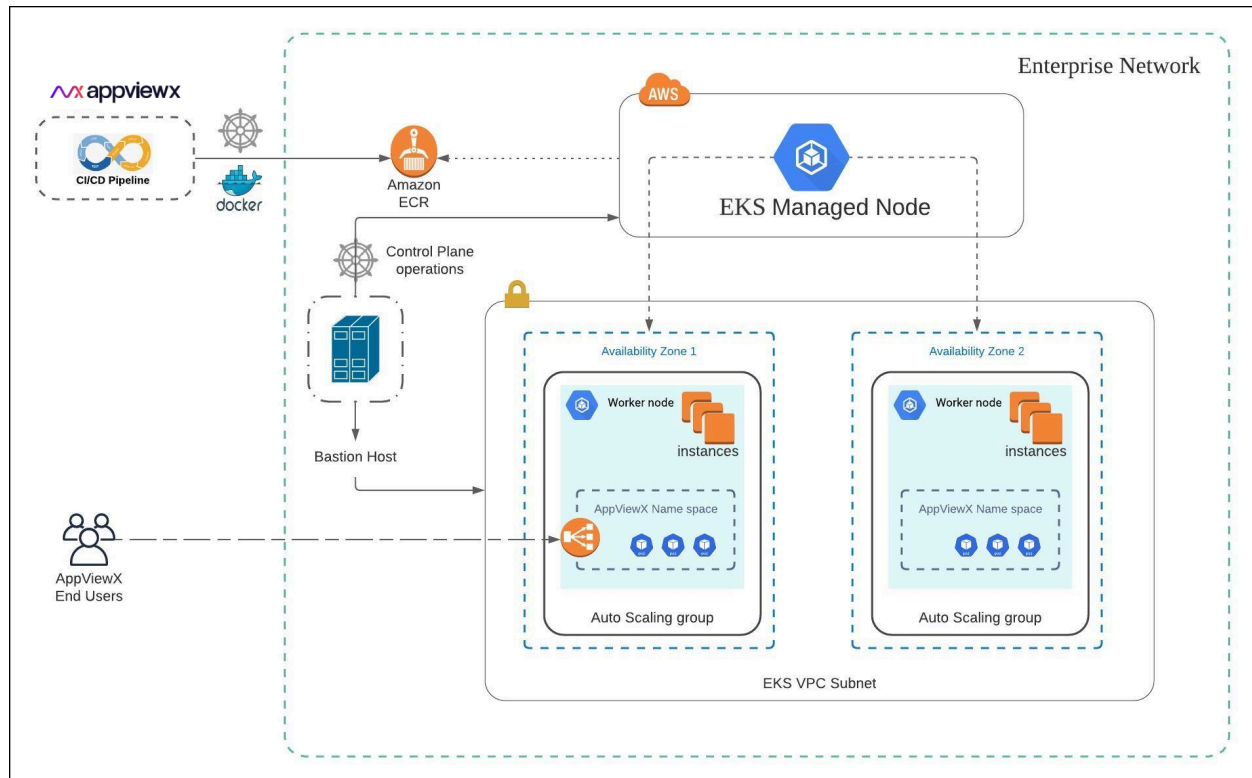 Enterprise Network
appviewx
CI/CD Pipeline
docker
Amazon
ECR
AWS
EKS Managed Node
Control Plane
operations
Bastion Host
AppViewX
End Users
Availability Zone 1
Worker node
instances
AppViewX Name space
Auto Scaling group
Availability Zone 2
Worker node
instances
AppViewX Name space
Auto Scaling group
EKS VPC Subnet